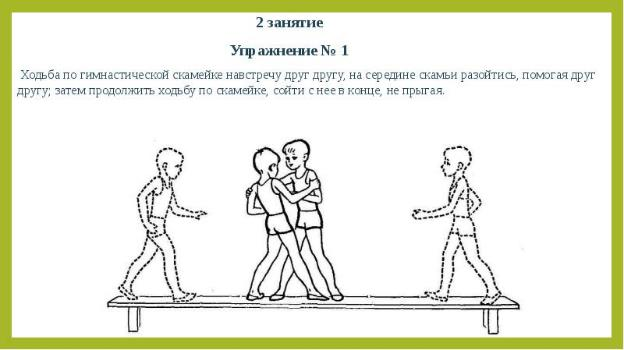 2 занятие
Упражнение № 1
Ходьба по гимнастической скамейке навстречу друг другу, на середине скамьи разойтись, помогая друг
другу; затем продолжить ходьбу по скамейке, сойти с нее в конце, не прыгая.